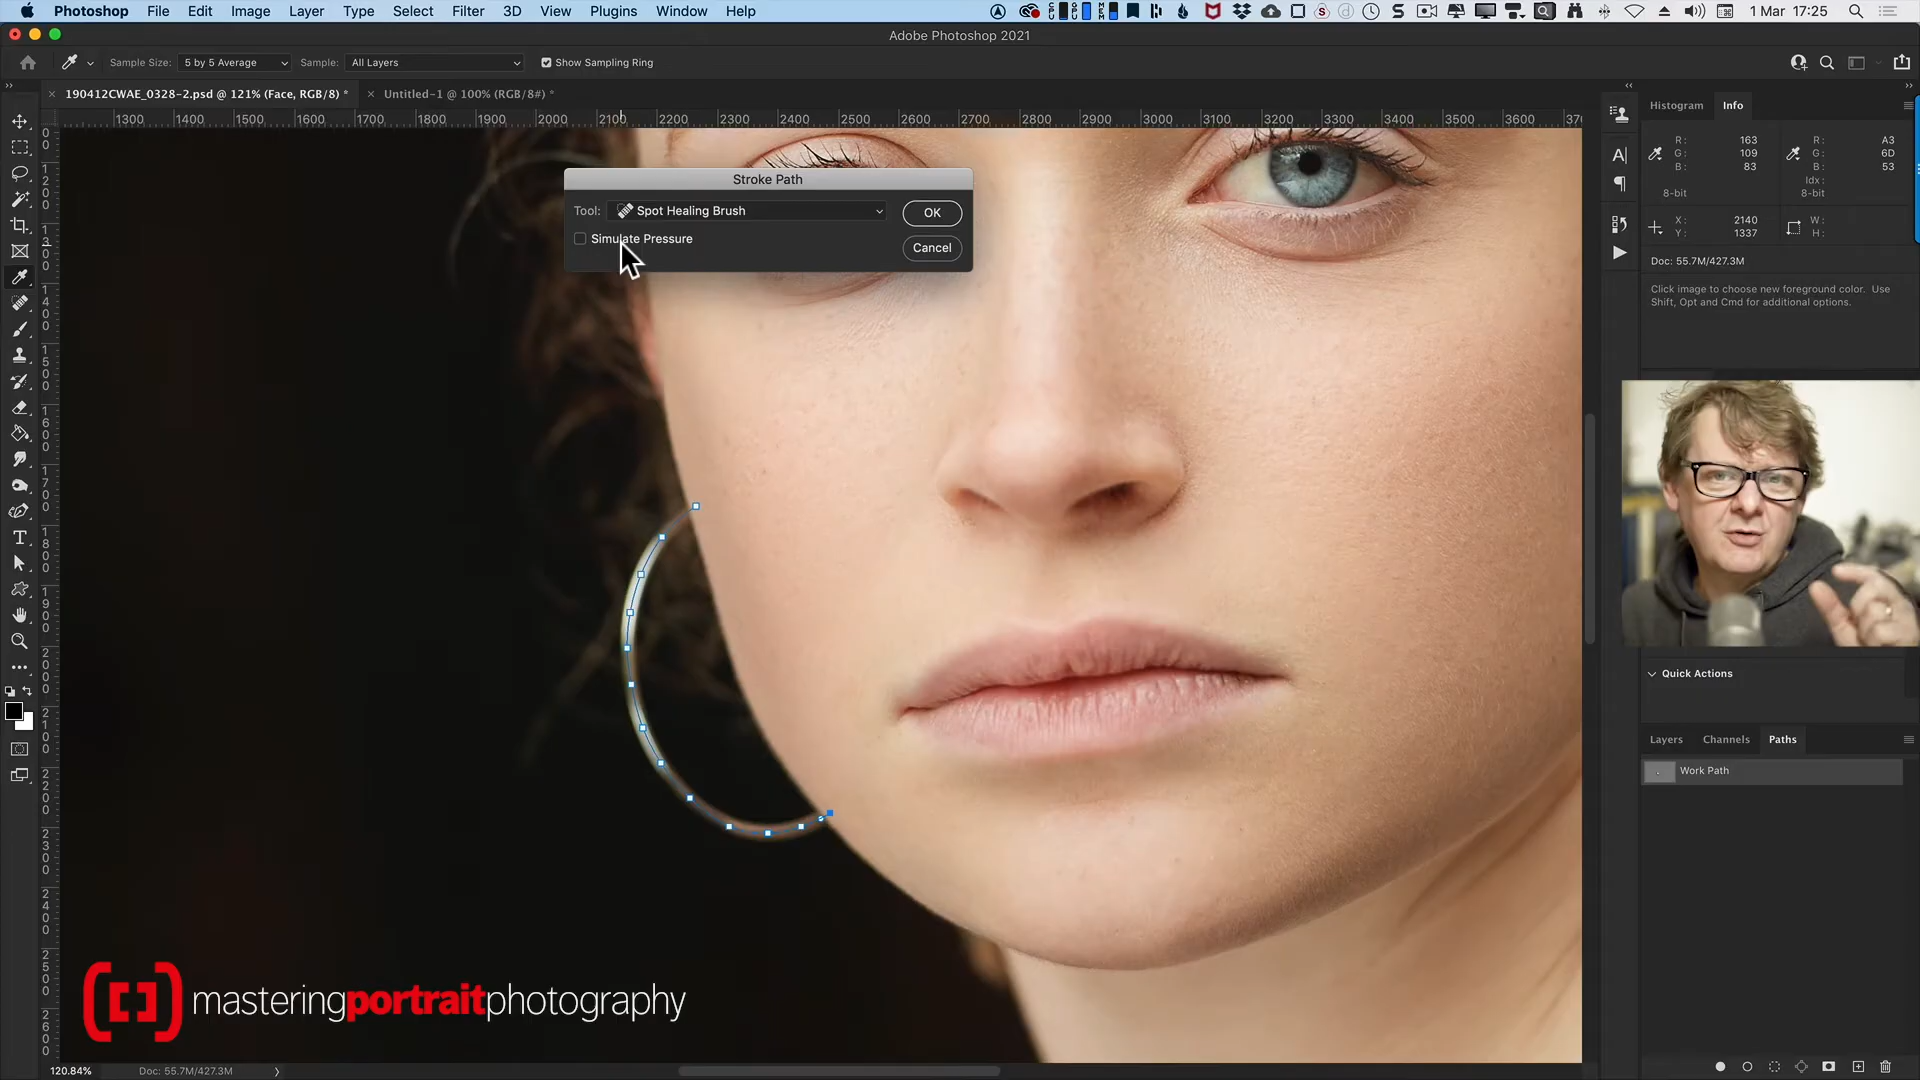 Photoshop File Edit Image Layer Type Select Filter 3D View Plugins Window Help 1 Mar 17:25
Adobe Photoshop 2021
Sample Size: 5 by 5 Average Sample: All Layers Show Sampling Ring
190412CWAE_0328-2.psd @ 121% (Face, RGB/8) * Untitled-1 @ 100% (RGB/8#) *
Histogram Info
1300 1400 1500 1600 1700 1800 1900 2000 2100 2200 2300 2400 2500 2600 2700 2800 2900 3000 3100 3200 3300 3400 3500 3600
R: 163 R: A3
G: 109 G: 6D
B: 83 B: 53
Idx:
8-bit 8-bit
X: 2140 W:
Y: 1337 H:
Doc: 55.7M/427.3M
Click image to choose new foreground color. Use
Shift, Opt and Cmd for additional options.
Stroke Path
Tool: Spot Healing Brush OK
Simulate Pressure
Cancel
Quick Actions
Layers Channels Paths
Work Path
masteringportraitphotography
120.84% Doc: 55.7M/427.3M